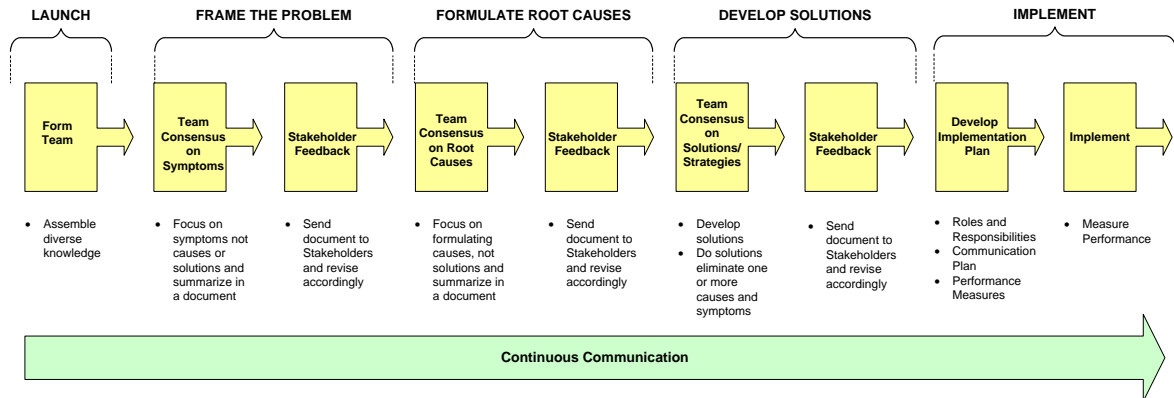 LAUNCH
FRAME THE PROBLEM
FORMULATE ROOT CAUSES
DEVELOP SOLUTIONS
IMPLEMENT
Form
Team
Team
Consensus
on
Symptoms
Stakeholder
Feedback
Team
Consensus
on Root
Causes
Stakeholder
Feedback
Team
Consensus
on
Solutions/
Strategies
Stakeholder
Feedback
Develop
Implementation
Plan
Implement
• Assemble
diverse
knowledge
• Focus on
symptoms not
causes or
solutions and
summarize in
a document
• Send
document to
Stakeholders
and revise
accordingly
• Focus on
formulating
causes, not
solutions and
summarize in
a document
• Send
document to
Stakeholders
and revise
accordingly
• Develop
solutions
• Do solutions
eliminate one
or more
causes and
symptoms
• Send
document to
Stakeholders
and revise
accordingly
• Roles and
Responsibilities
• Communication
Plan
• Performance
Measures
• Measure
Performance
Continuous Communication